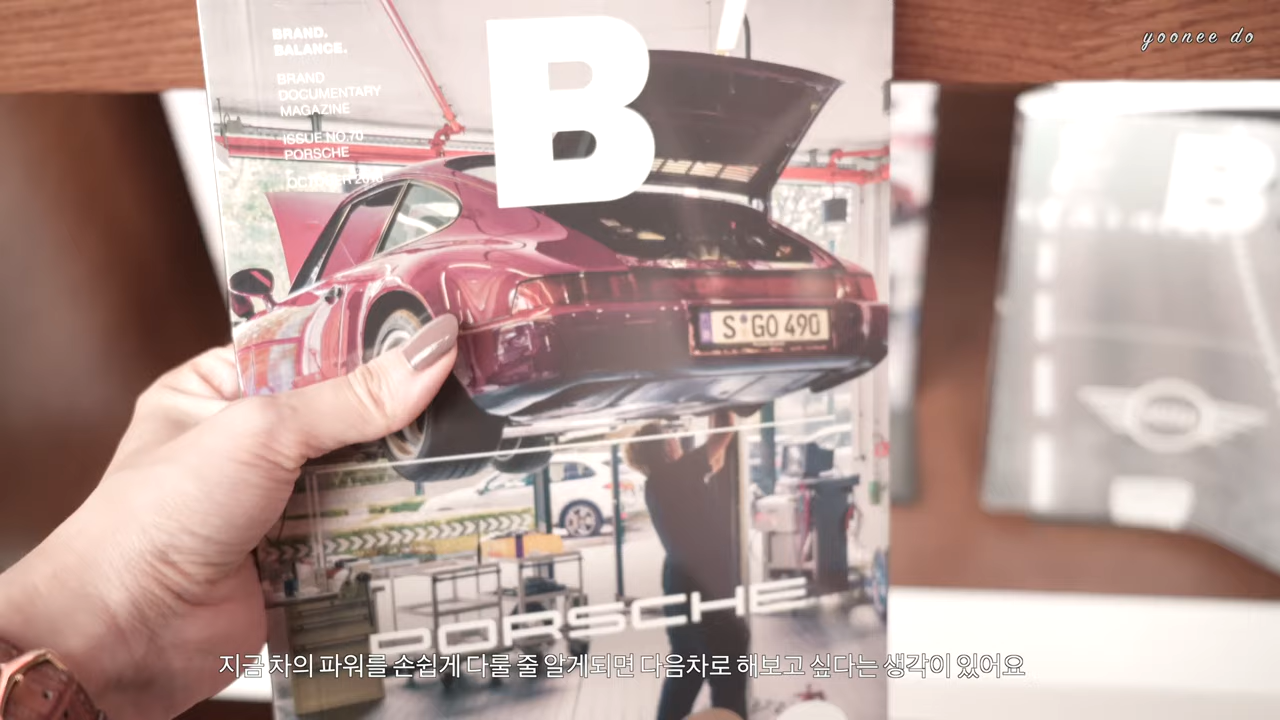 yoonee do
B
BRAND.
BALANCE.
BRAND
DOCUMENTARY
MAGAZINE
ISSUE NO.70
PORSCHE
B
S GO 490
PORSCHE
지금 차의 파워를 손쉽게 다룰 줄 알게되면 다음차로 해보고 싶다는 생각이 있어요